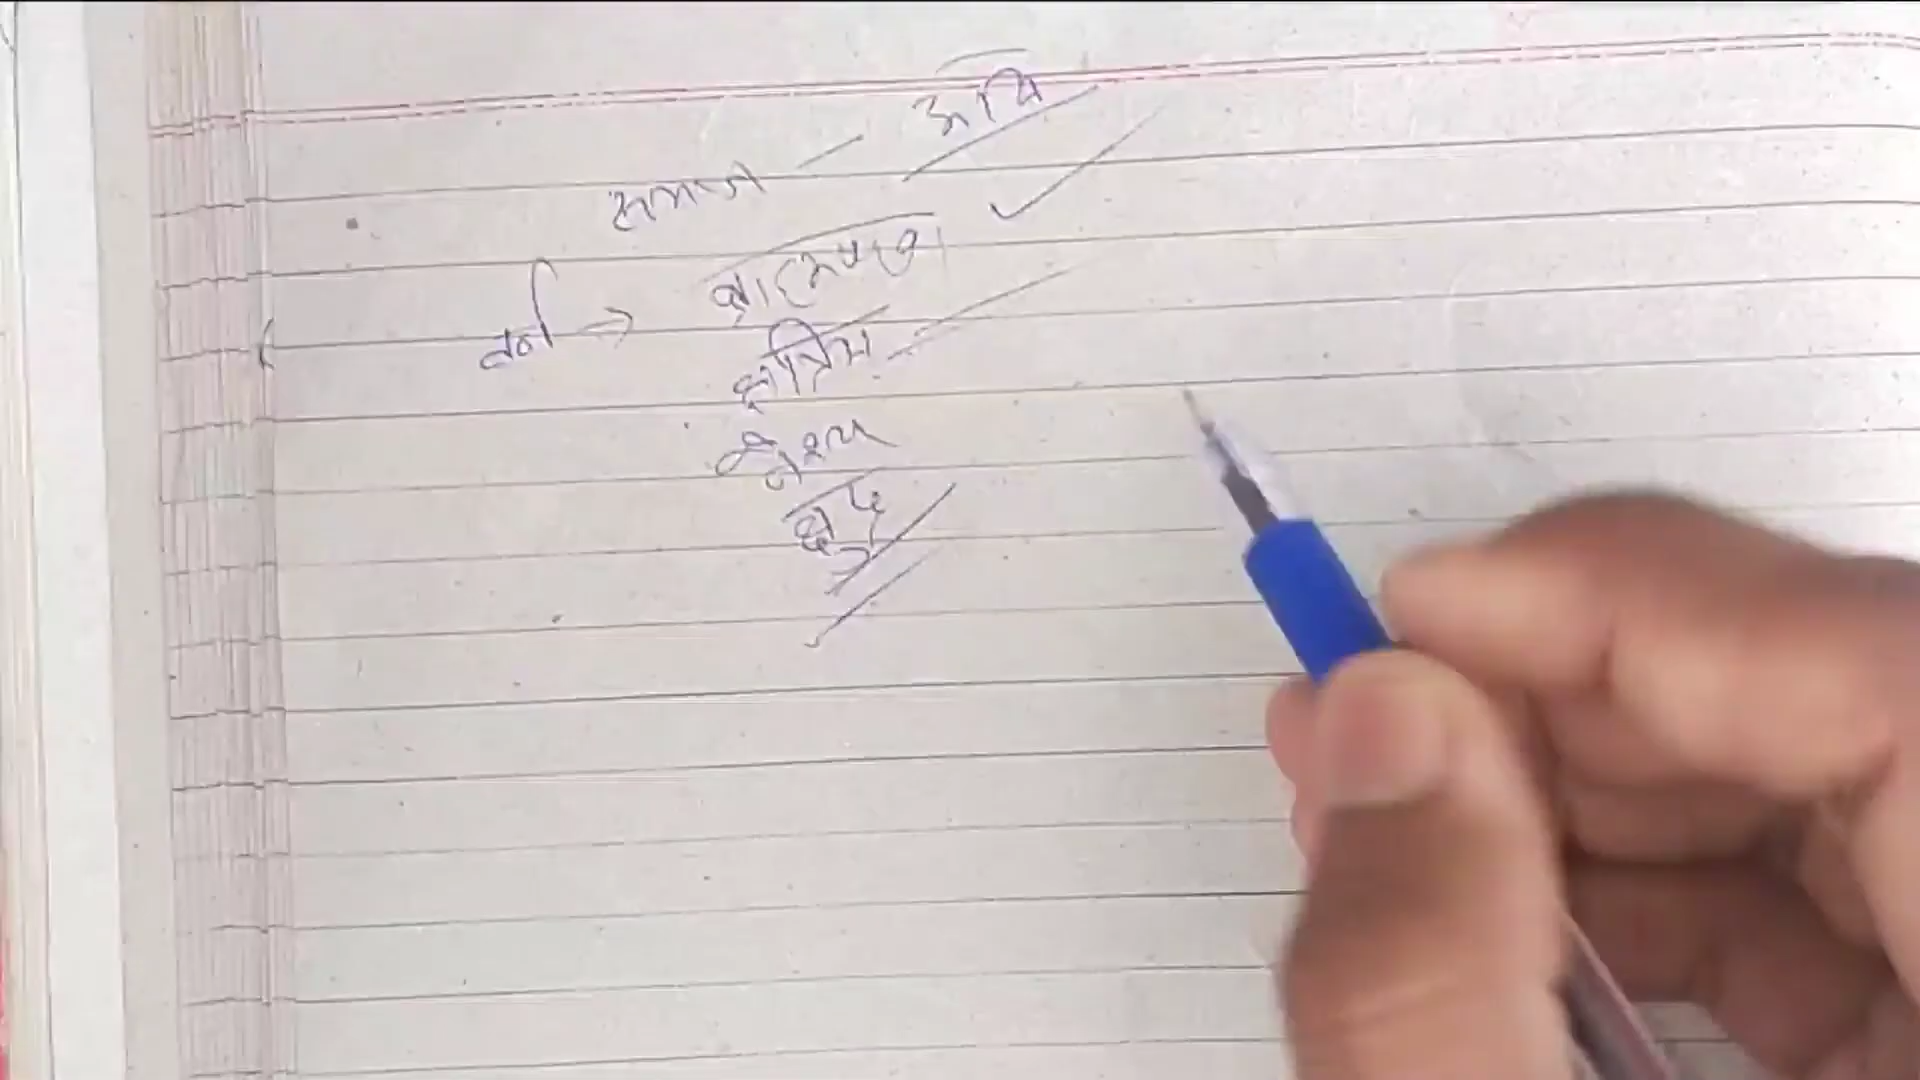 समाज - जाति
वर्ण → ब्राह्मण
क्षत्रिय
वैश्य
क्षुद्र